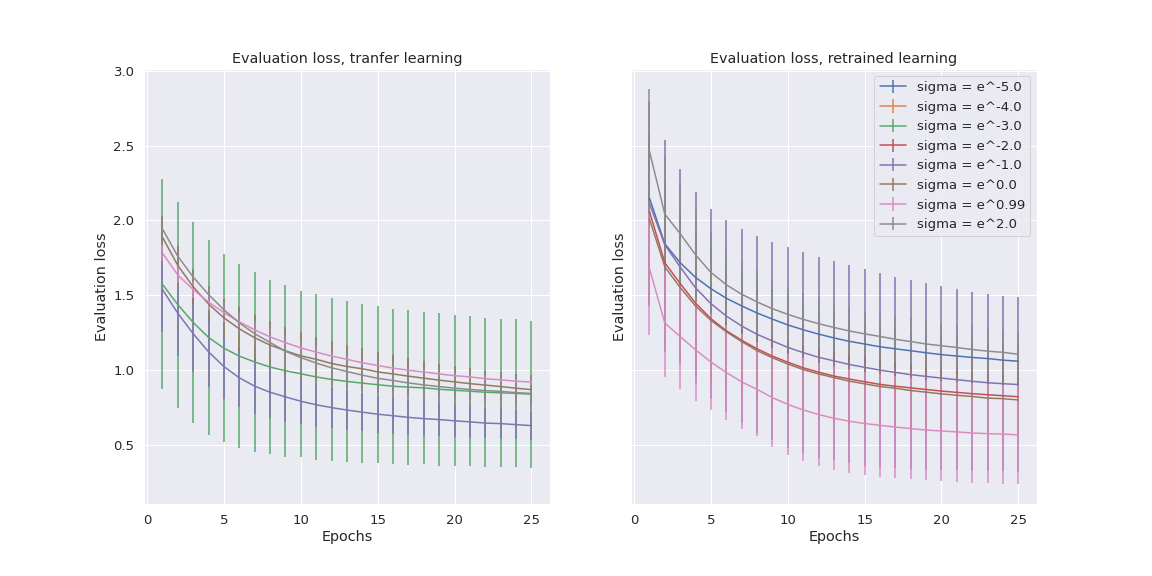 Evaluation loss, tranfer learning
Evaluation loss
3.0
2.5
2.0
1.5
1.0
0.5
0 5 10 15 20 25
Epochs
Evaluation loss, retrained learning
Evaluation loss
sigma = e^-5.0
sigma = e^-4.0
sigma = e^-3.0
sigma = e^-2.0
sigma = e^-1.0
sigma = e^0.0
sigma = e^0.99
sigma = e^2.0
0 5 10 15 20 25
Epochs